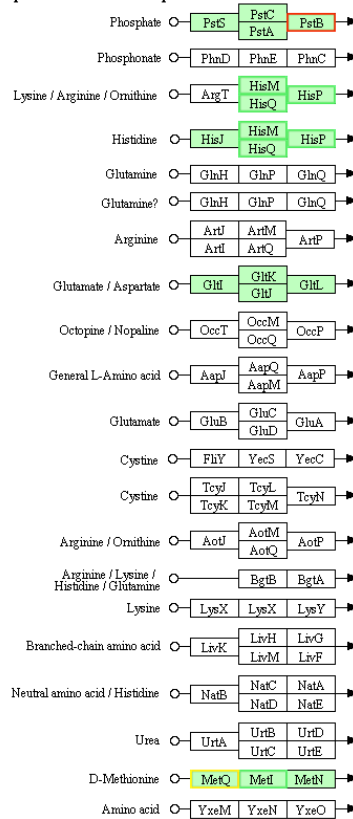 Phosphate PstS PstC PstB
PstA
Phosphonate PhnD PhnE PhnC
Lysine / Arginine / Ornithine ArgT HisM HisP
HisQ
Histidine HisJ HisM HisP
HisQ
Glutamine GlnH GlnP GlnQ
Glutamine? GlnH GlnP GlnQ
Arginine ArtJ ArtM ArtP
ArtI ArtQ
Glutamate / Aspartate GltI GltK GltL
GltJ
Octopine / Nopaline OccT OccM OccP
OccQ
General L-Amino acid AapJ AapQ AapP
AapM
Glutamate GluB GluC GluA
GluD
Cystine FliY YecS YecC
Cystine TcyJ TcyL TcyN
TcyK TcyM
Arginine / Ornithine AotJ AotM AotP
AotQ
Arginine / Lysine /
Histidine / Glutamine BgtB BgtA
Lysine LysX LysX LysY
Branched-chain amino acid LivK LivH LivG
LivM LivF
Neutral amino acid / Histidine NatB NatC NatA
NatD NatE
Urea UrtA UrtB UrtD
UrtC UrtE
D-Methionine MetQ MetI MetN
Amino acid YxeM YxeN YxeO